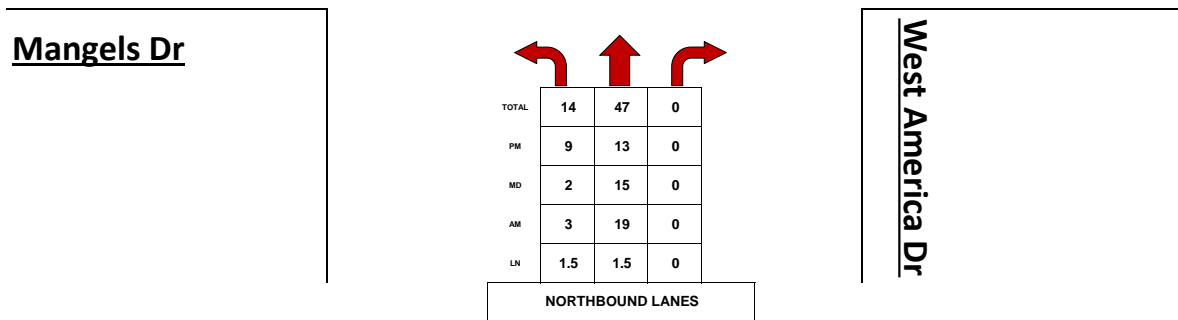 Mangels Dr
West America Dr
TOTAL 14 47 0
PM 9 13 0
MD 2 15 0
AM 3 19 0
LN 1.5 1.5 0
NORTHBOUND LANES